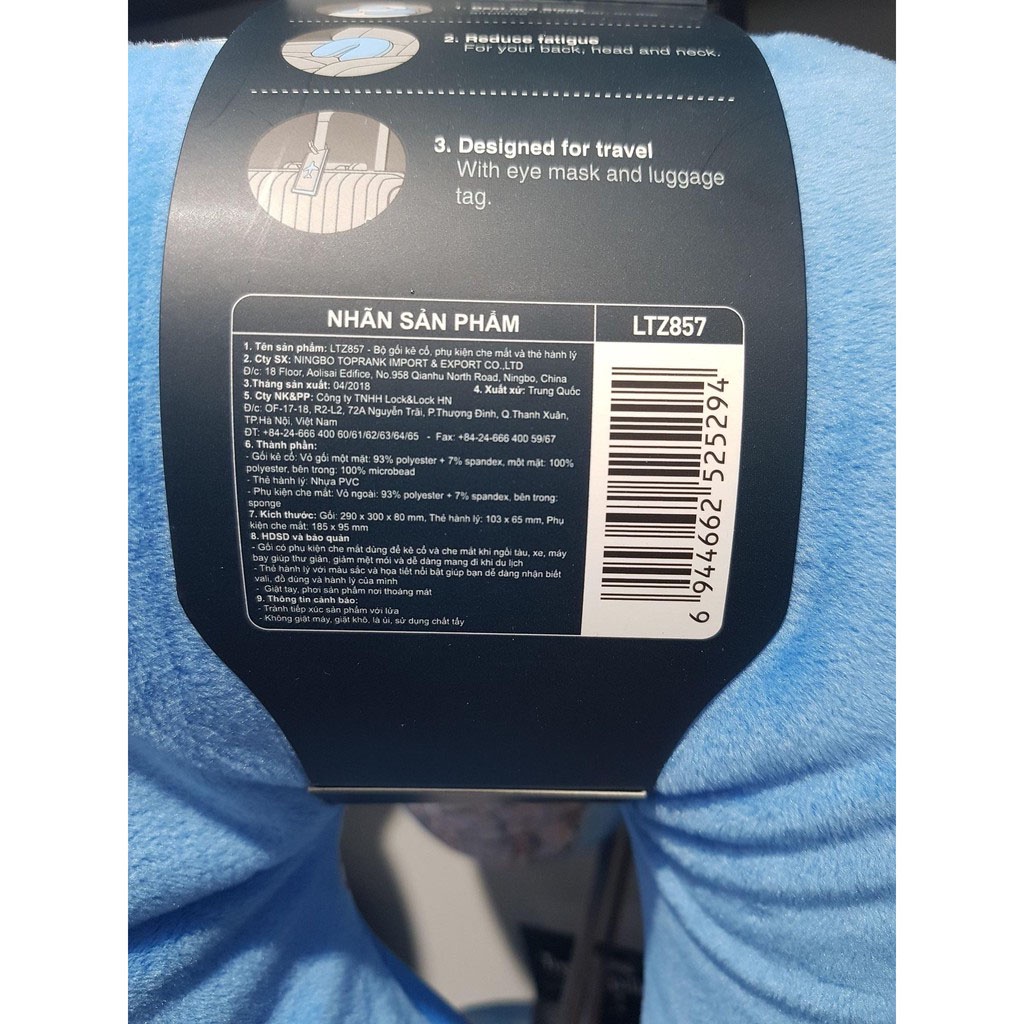 2. Reduce fatigue
For your back, head and neck.
3. Designed for travel
With eye mask and luggage
tag.
NHÃN SẢN PHẨM
LTZ857
1. Tên sản phẩm: LTZ857 - Bộ gối kê cổ, phụ kiện che mắt và thẻ hành lý
2. Cty SX: NINGBO TOPRANK IMPORT & EXPORT CO.,LTD
Đ/c: 18 Floor, Aolisai Edifice, No.958 Qianhu North Road, Ningbo, China
3.Tháng sản xuất: 04/2018 4. Xuất xứ: Trung Quốc
5. Cty NK&PP: Công ty TNHH Lock&Lock HN
Đ/c: OF-17-18, R2-L2, 72A Nguyễn Trãi, P.Thượng Đình, Q.Thanh Xuân,
TP.Hà Nội, Việt Nam
ĐT: +84-24-666 400 60/61/62/63/64/65 - Fax: +84-24-666 400 59/67
6. Thành phần:
- Gối kê cổ: Vỏ gối một mặt: 93% polyester + 7% spandex, một mặt: 100%
polyester, bên trong: 100% microbead
- Thẻ hành lý: Nhựa PVC
- Phụ kiện che mắt: Vỏ ngoài: 93% polyester + 7% spandex, bên trong:
sponge
7. Kích thước: Gối: 290 x 300 x 80 mm, Thẻ hành lý: 103 x 65 mm, Phụ
kiện che mắt: 185 x 95 mm
8. HDSD và bảo quản
- Gối có phụ kiện che mắt dùng để kê cổ và che mắt khi ngồi tàu, xe, máy
bay giúp thư giãn, giảm mệt mỏi và dễ dàng mang đi khi du lịch
- Thẻ hành lý với màu sắc và họa tiết nổi bật giúp bạn dễ dàng nhận biết
vali, đồ dùng và hành lý của mình
- Giặt tay, phơi sản phẩm nơi thoáng mát
9. Thông tin cảnh báo:
- Tránh tiếp xúc sản phẩm với lửa
- Không giặt máy, giặt khô, là ủi, sử dụng chất tẩy
6 944662 525294